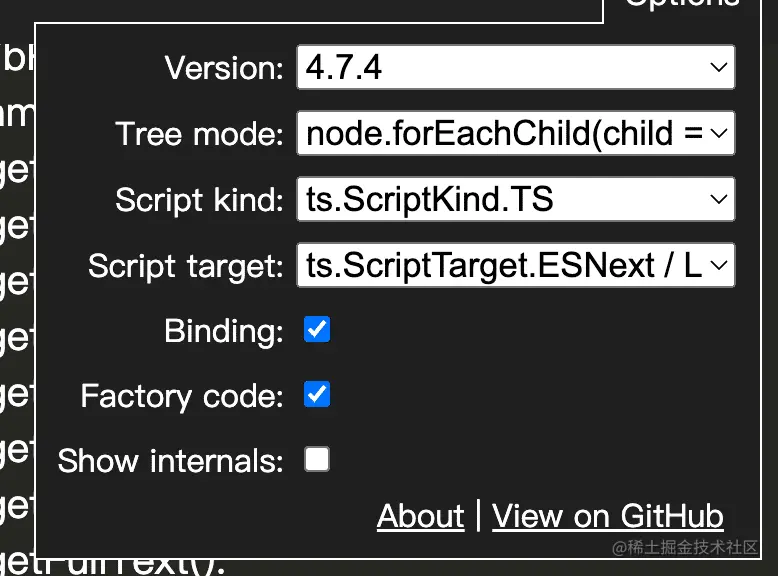 Options
Version: 4.7.4
Tree mode: node.forEachChild(child =
Script kind: ts.ScriptKind.TS
Script target: ts.ScriptTarget.ESNext / L
Binding:
Factory code:
Show internals:
About | View on GitHub
@稀土掘金技术社区
getFullText():